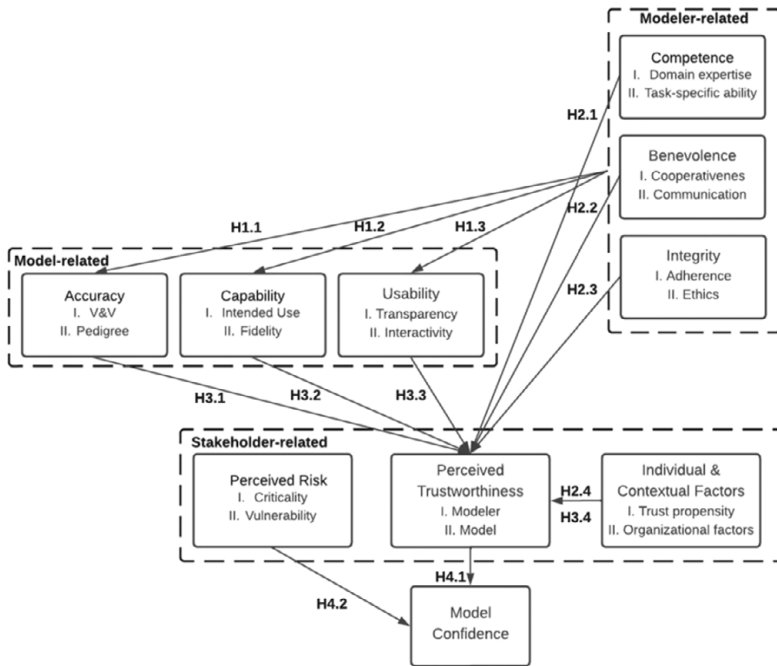 Modeler-related
Competence
I. Domain expertise
II. Task-specific ability
H2.1
Benevolence
I. Cooperativenes
II. Communication
H2.2
H1.1
H1.2
H1.3
Integrity
I. Adherence
II. Ethics
H2.3
Model-related
Accuracy
I. V&V
II. Pedigree
Capability
I. Intended Use
II. Fidelity
Usability
I. Transparency
II. Interactivity
H3.1
H3.2
H3.3
Stakeholder-related
Perceived Risk
I. Criticality
II. Vulnerability
Perceived
Trustworthiness
I. Modeler
II. Model
H2.4
H3.4
Individual &
Contextual Factors
I. Trust propensity
II. Organizational factors
H4.1
H4.2
Model
Confidence